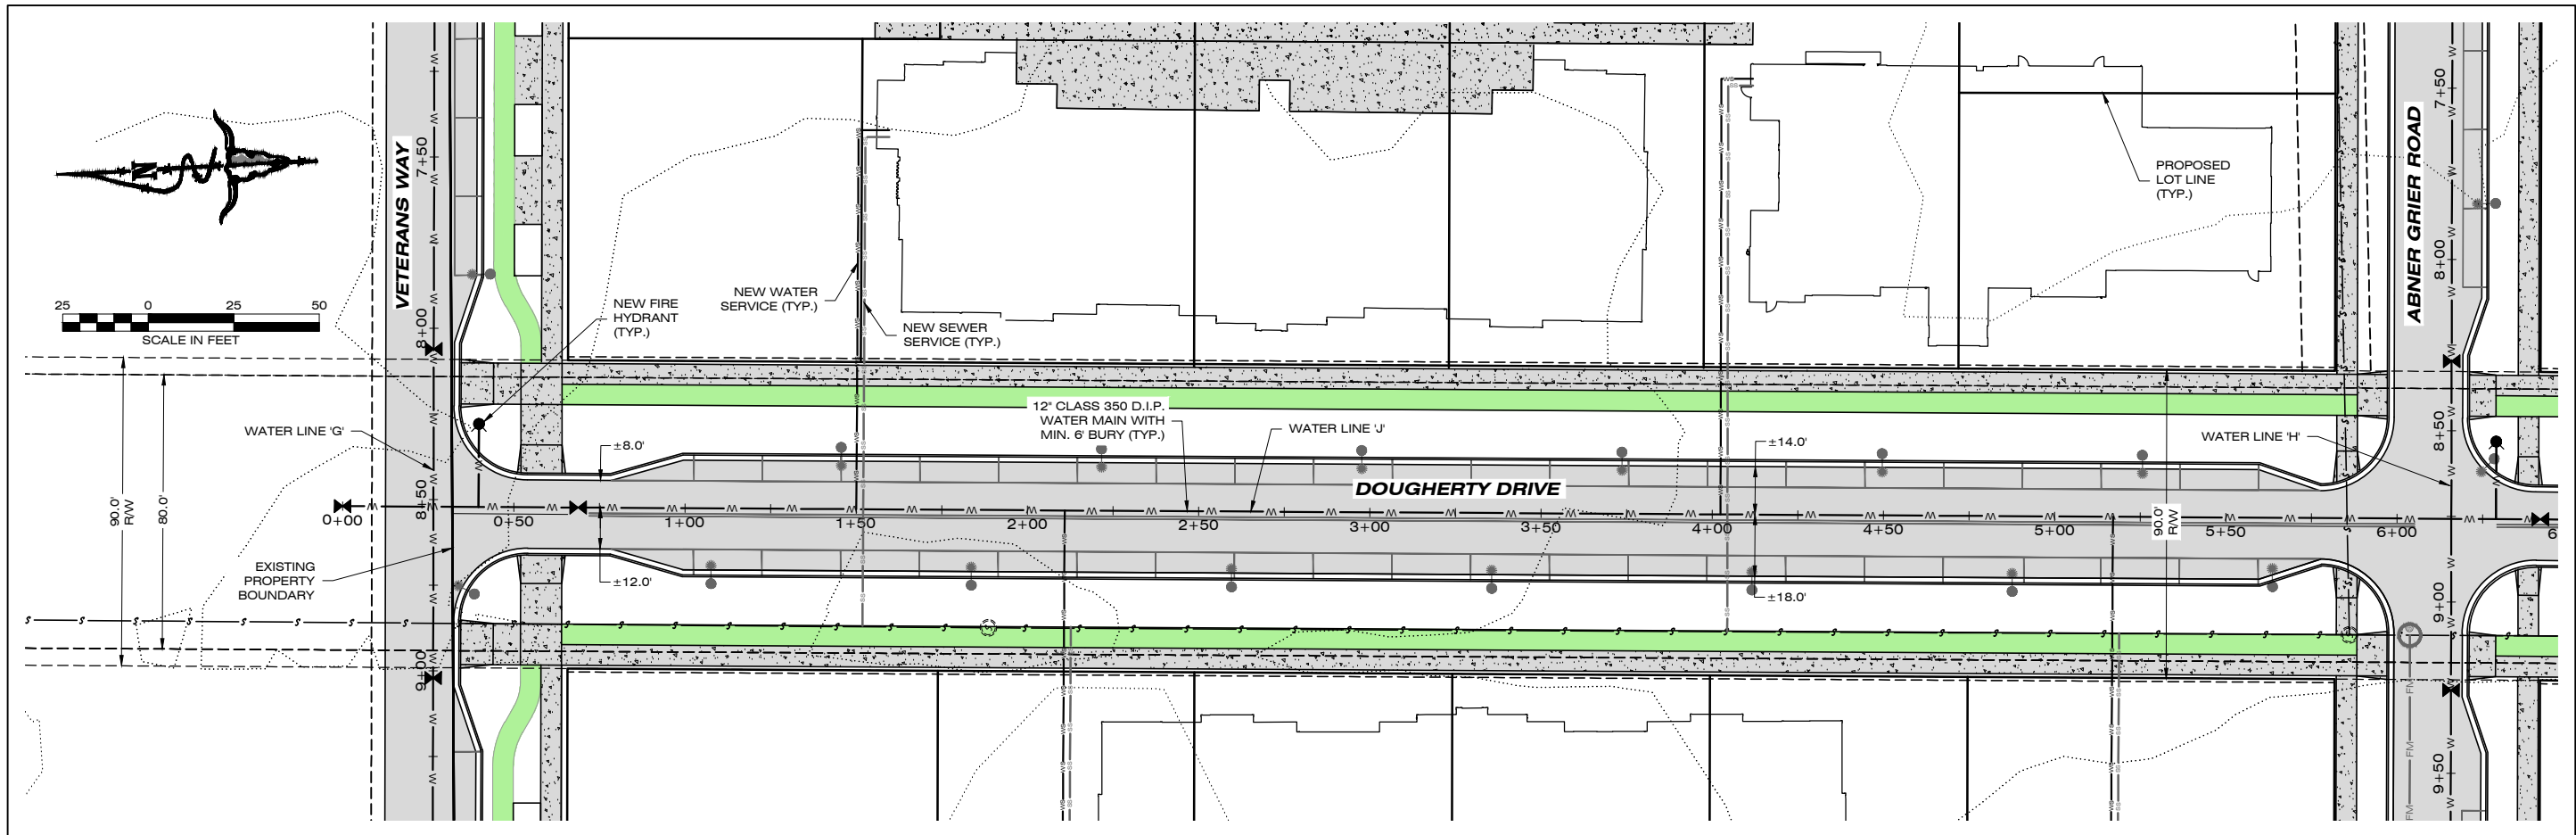 N
25 0 25 50
SCALE IN FEET
VETERANS WAY
7+50
8+00
8+50
9+00
NEW FIRE
HYDRANT
(TYP.)
NEW WATER
SERVICE (TYP.)
NEW SEWER
SERVICE (TYP.)
PROPOSED
LOT LINE
(TYP.)
ABNER GRIER ROAD
7+50
8+00
8+50
9+00
9+50
WATER LINE 'G'
12" CLASS 350 D.I.P.
WATER MAIN WITH
MIN. 6' BURY (TYP.)
WATER LINE 'J'
WATER LINE 'H'
±8.0'
±14.0'
DOUGHERTY DRIVE
90.0'
R/W
80.0'
90.0'
R/W
0+00 0+50 1+00 1+50 2+00 2+50 3+00 3+50 4+00 4+50 5+00 5+50 6+00 6
EXISTING
PROPERTY
BOUNDARY
±12.0'
±18.0'